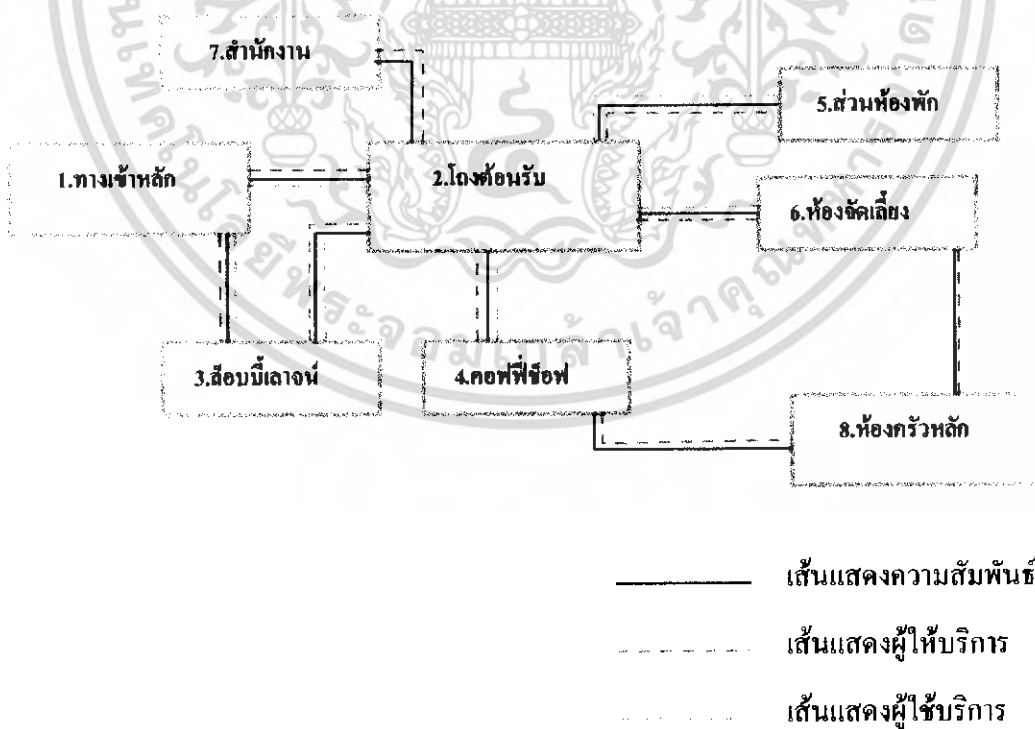 7.สำนักงาน
5.ส่วนห้องพัก
1.ทางเข้าหลัก
2.โถงต้อนรับ
6.ห้องจัดเลี้ยง
3.ล๊อบบี้เลาจน์
4.คอฟฟี่ช๊อฟ
8.ห้องครัวหลัก
เส้นแสดงความสัมพันธ์
เส้นแสดงผู้ให้บริการ
เส้นแสดงผู้ใช้บริการ